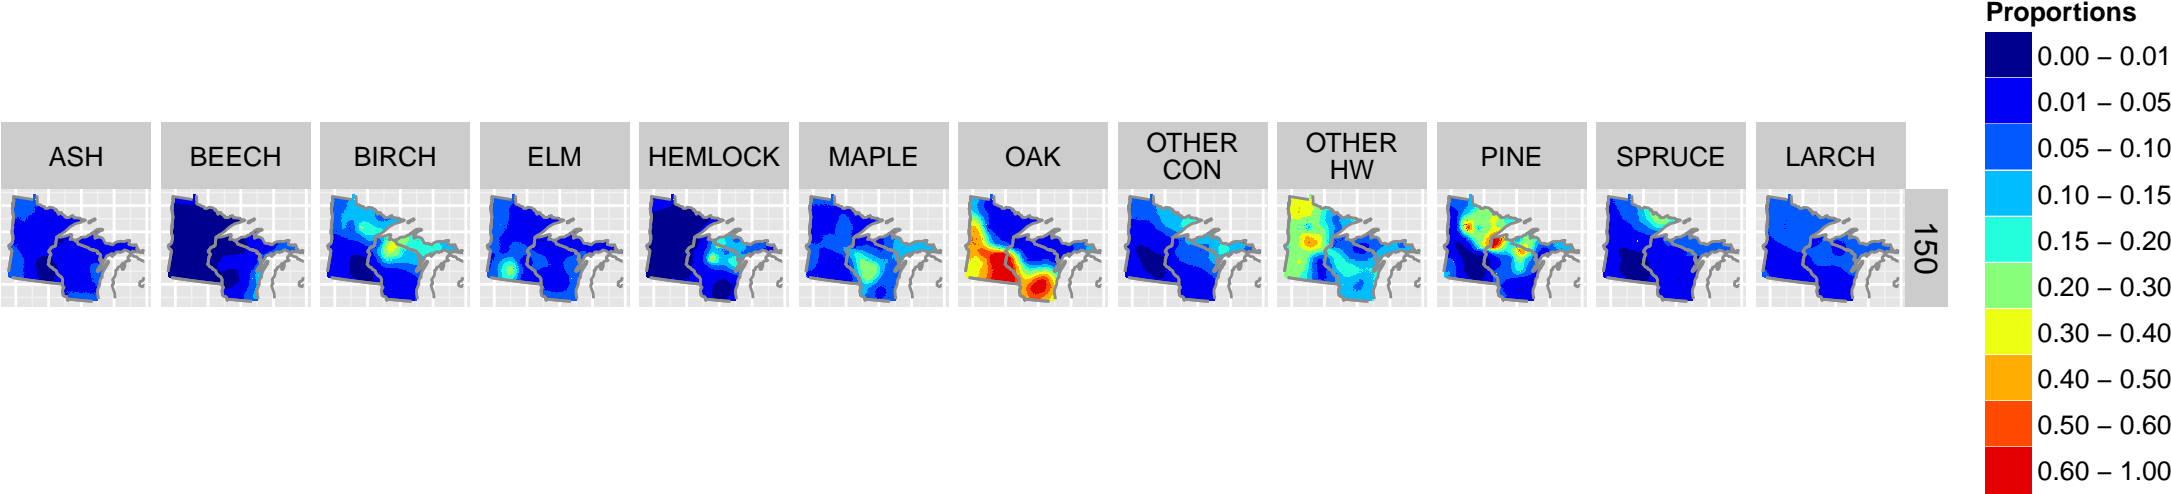 Proportions
0.00 – 0.01
0.01 – 0.05
0.05 – 0.10
0.10 – 0.15
0.15 – 0.20
0.20 – 0.30
0.30 – 0.40
0.40 – 0.50
0.50 – 0.60
0.60 – 1.00
ASH
BEECH
BIRCH
ELM
HEMLOCK
MAPLE
OAK
OTHER
CON
OTHER
HW
PINE
SPRUCE
LARCH
150